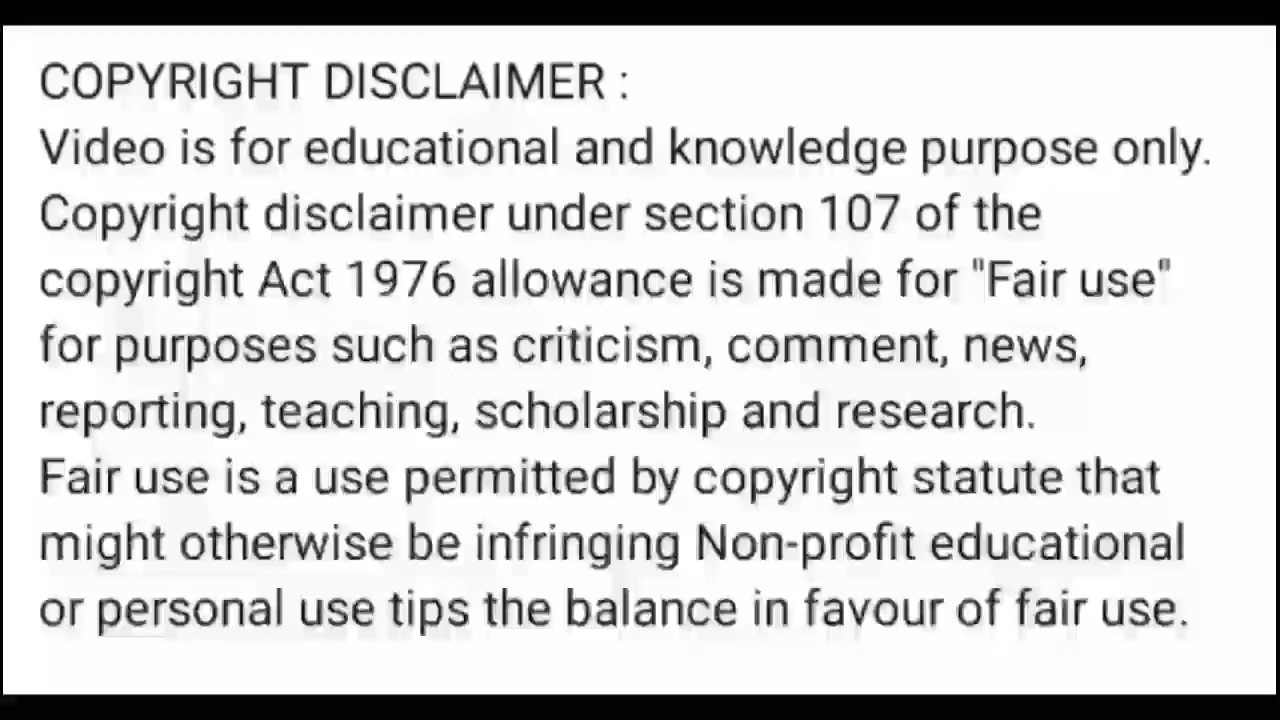 COPYRIGHT DISCLAIMER :
Video is for educational and knowledge purpose only.
Copyright disclaimer under section 107 of the
copyright Act 1976 allowance is made for "Fair use"
for purposes such as criticism, comment, news,
reporting, teaching, scholarship and research.
Fair use is a use permitted by copyright statute that
might otherwise be infringing Non-profit educational
or personal use tips the balance in favour of fair use.